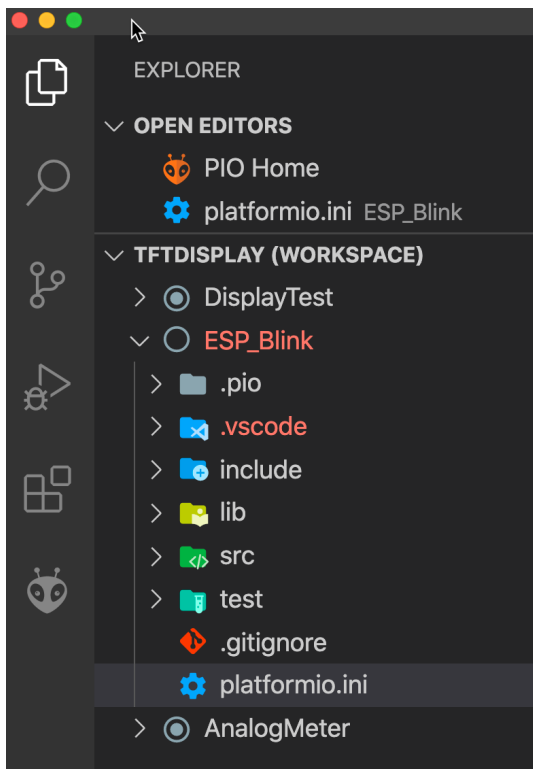 EXPLORER
OPEN EDITORS
PIO Home
platformio.ini ESP_Blink
TFTDISPLAY (WORKSPACE)
DisplayTest
ESP_Blink
.pio
.vscode
include
lib
src
test
.gitignore
platformio.ini
AnalogMeter